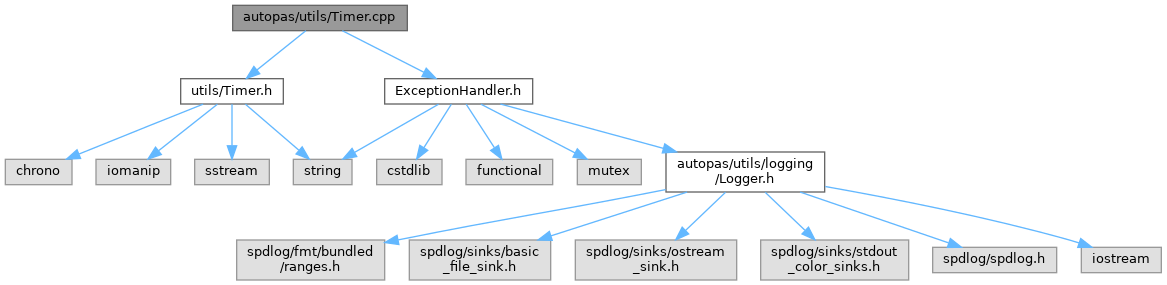 autopas/utils/Timer.cpp
utils/Timer.h
ExceptionHandler.h
chrono
iomanip
sstream
string
cstdlib
functional
mutex
autopas/utils/logging
/Logger.h
spdlog/fmt/bundled
/ranges.h
spdlog/sinks/basic
_file_sink.h
spdlog/sinks/ostream
_sink.h
spdlog/sinks/stdout
_color_sinks.h
spdlog/spdlog.h
iostream